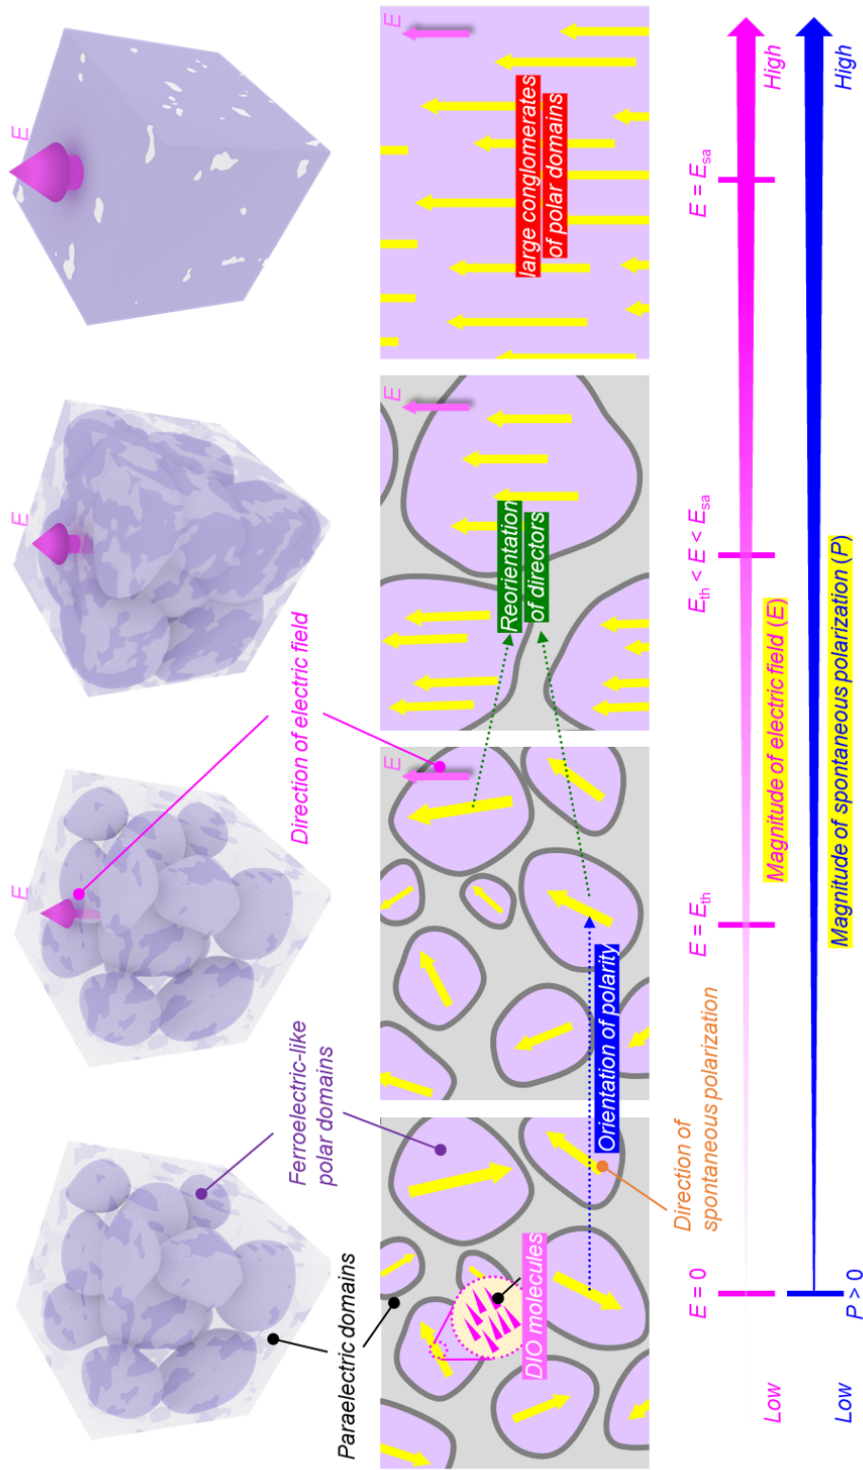 E
E
E
Direction of electric field
Ferroelectric-like
polar domains
Paraelectric domains
E
E
E
large conglomerates
of polar domains
Reorientation
of directors
Orientation of polarity
DIO molecules
Direction of
spontaneous polarization
E = 0
E = Eth
Eth < E < Esa
E = Esa
Low
Magnitude of electric field (E)
High
P > 0
Low
Magnitude of spontaneous polarization (P)
High